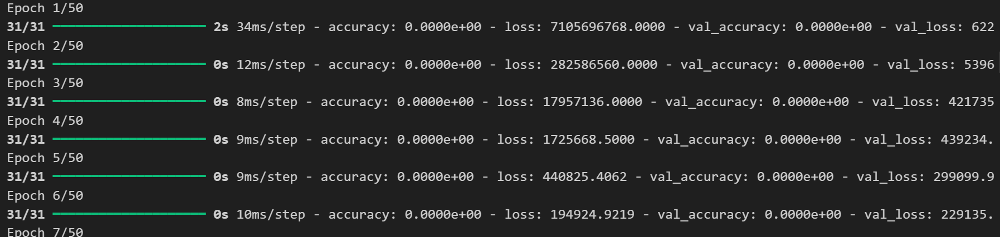 Epoch 1/50
31/31 ━━━━━━━━━━━━━━━━━━━━ 2s 34ms/step - accuracy: 0.0000e+00 - loss: 7105696768.0000 - val_accuracy: 0.0000e+00 - val_loss: 622
Epoch 2/50
31/31 ━━━━━━━━━━━━━━━━━━━━ 0s 12ms/step - accuracy: 0.0000e+00 - loss: 282586560.0000 - val_accuracy: 0.0000e+00 - val_loss: 5396
Epoch 3/50
31/31 ━━━━━━━━━━━━━━━━━━━━ 0s 8ms/step - accuracy: 0.0000e+00 - loss: 17957136.0000 - val_accuracy: 0.0000e+00 - val_loss: 421735
Epoch 4/50
31/31 ━━━━━━━━━━━━━━━━━━━━ 0s 9ms/step - accuracy: 0.0000e+00 - loss: 1725668.5000 - val_accuracy: 0.0000e+00 - val_loss: 439234.
Epoch 5/50
31/31 ━━━━━━━━━━━━━━━━━━━━ 0s 9ms/step - accuracy: 0.0000e+00 - loss: 440825.4062 - val_accuracy: 0.0000e+00 - val_loss: 299099.9
Epoch 6/50
31/31 ━━━━━━━━━━━━━━━━━━━━ 0s 10ms/step - accuracy: 0.0000e+00 - loss: 194924.9219 - val_accuracy: 0.0000e+00 - val_loss: 229135.
Epoch 7/50